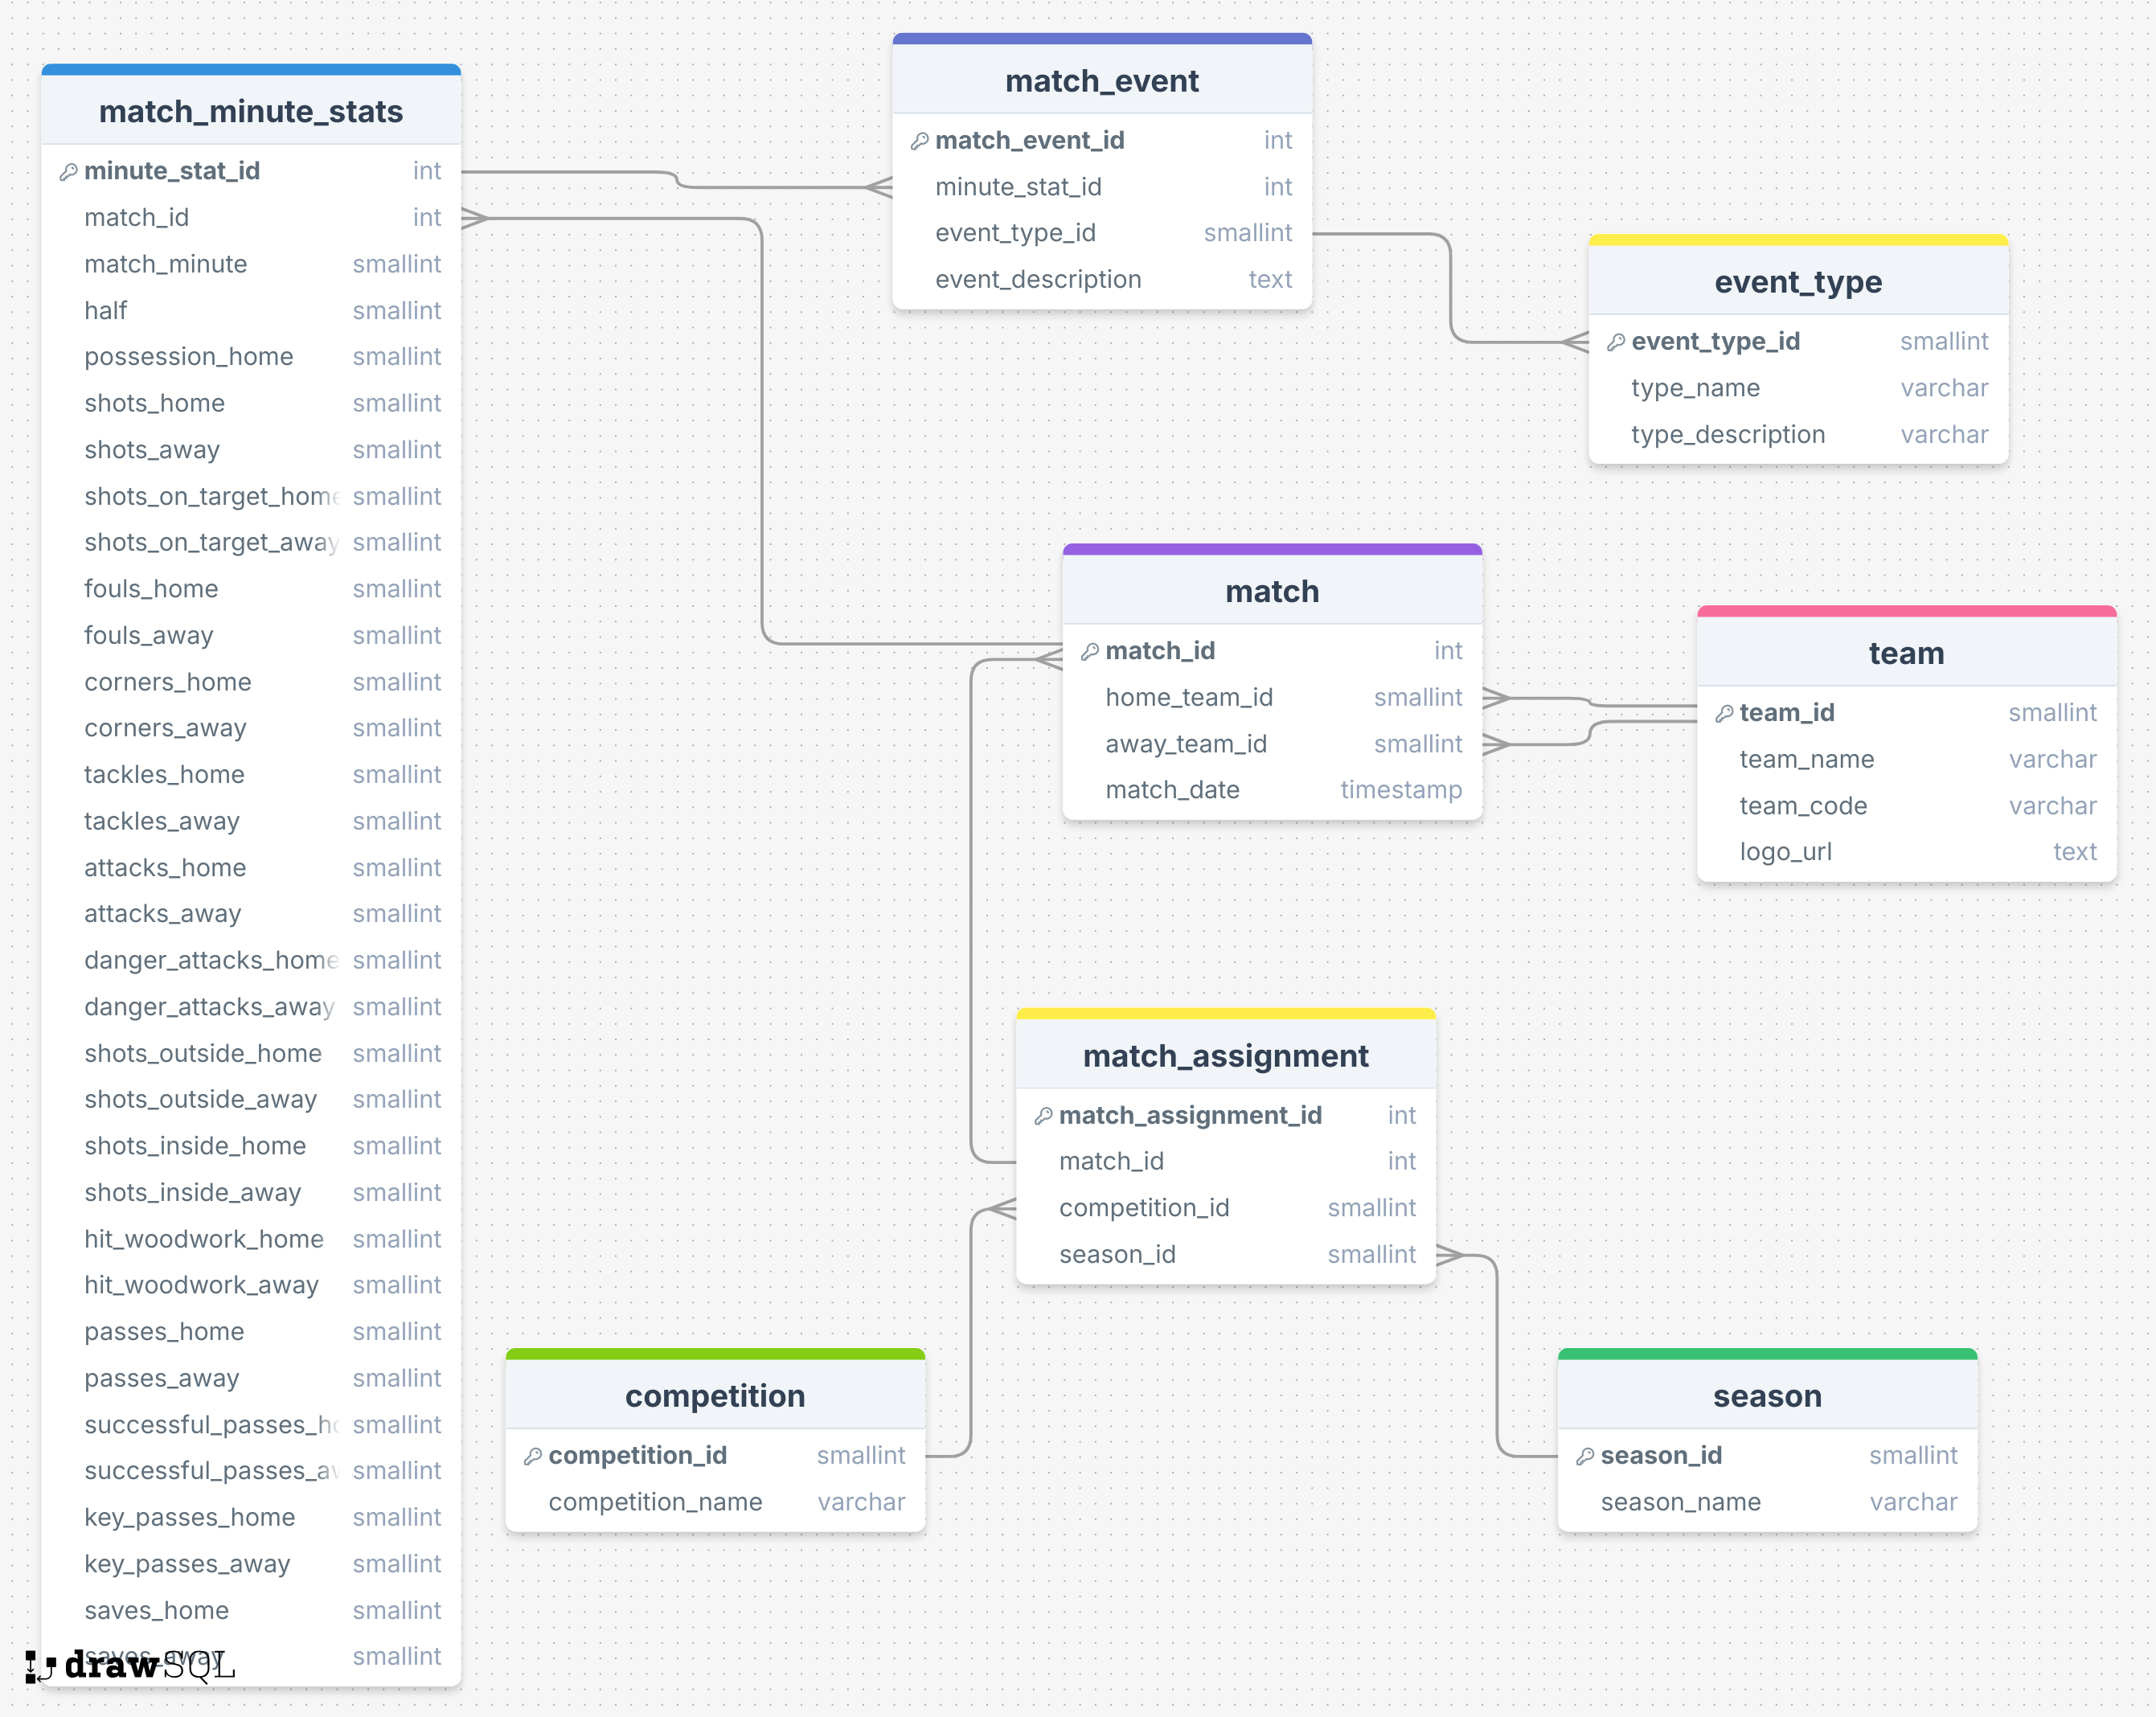 match_minute_stats
minute_stat_id int
match_id int
match_minute smallint
half smallint
possession_home smallint
shots_home smallint
shots_away smallint
shots_on_target_home smallint
shots_on_target_away smallint
fouls_home smallint
fouls_away smallint
corners_home smallint
corners_away smallint
tackles_home smallint
tackles_away smallint
attacks_home smallint
attacks_away smallint
danger_attacks_home smallint
danger_attacks_away smallint
shots_outside_home smallint
shots_outside_away smallint
shots_inside_home smallint
shots_inside_away smallint
hit_woodwork_home smallint
hit_woodwork_away smallint
passes_home smallint
passes_away smallint
successful_passes_ho smallint
successful_passes_aw smallint
key_passes_home smallint
key_passes_away smallint
saves_home smallint
saves_away smallint
drawSQL
match_event
match_event_id int
minute_stat_id int
event_type_id smallint
event_description text
event_type
event_type_id smallint
type_name varchar
type_description varchar
match
match_id int
home_team_id smallint
away_team_id smallint
match_date timestamp
team
team_id smallint
team_name varchar
team_code varchar
logo_url text
match_assignment
match_assignment_id int
match_id int
competition_id smallint
season_id smallint
competition
competition_id smallint
competition_name varchar
season
season_id smallint
season_name varchar